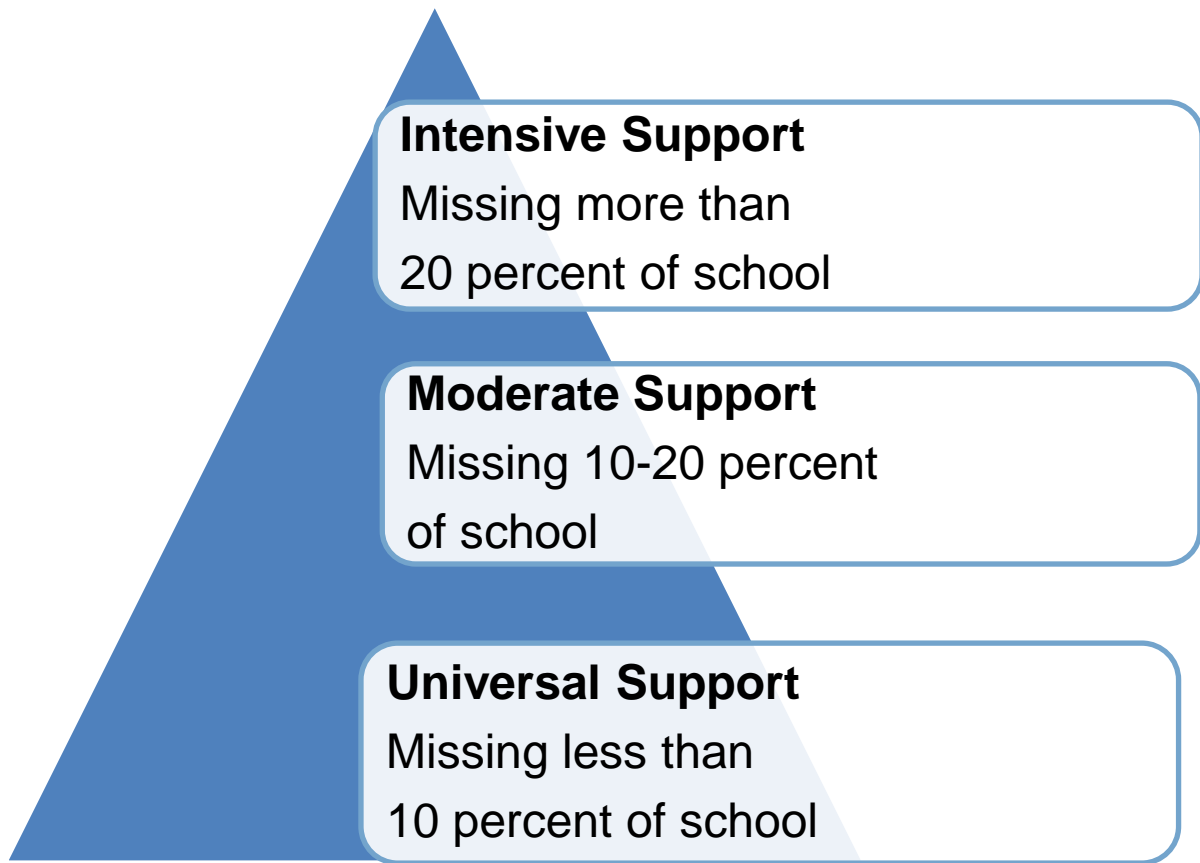 Intensive Support
Missing more than
20 percent of school
Moderate Support
Missing 10-20 percent
of school
Universal Support
Missing less than
10 percent of school